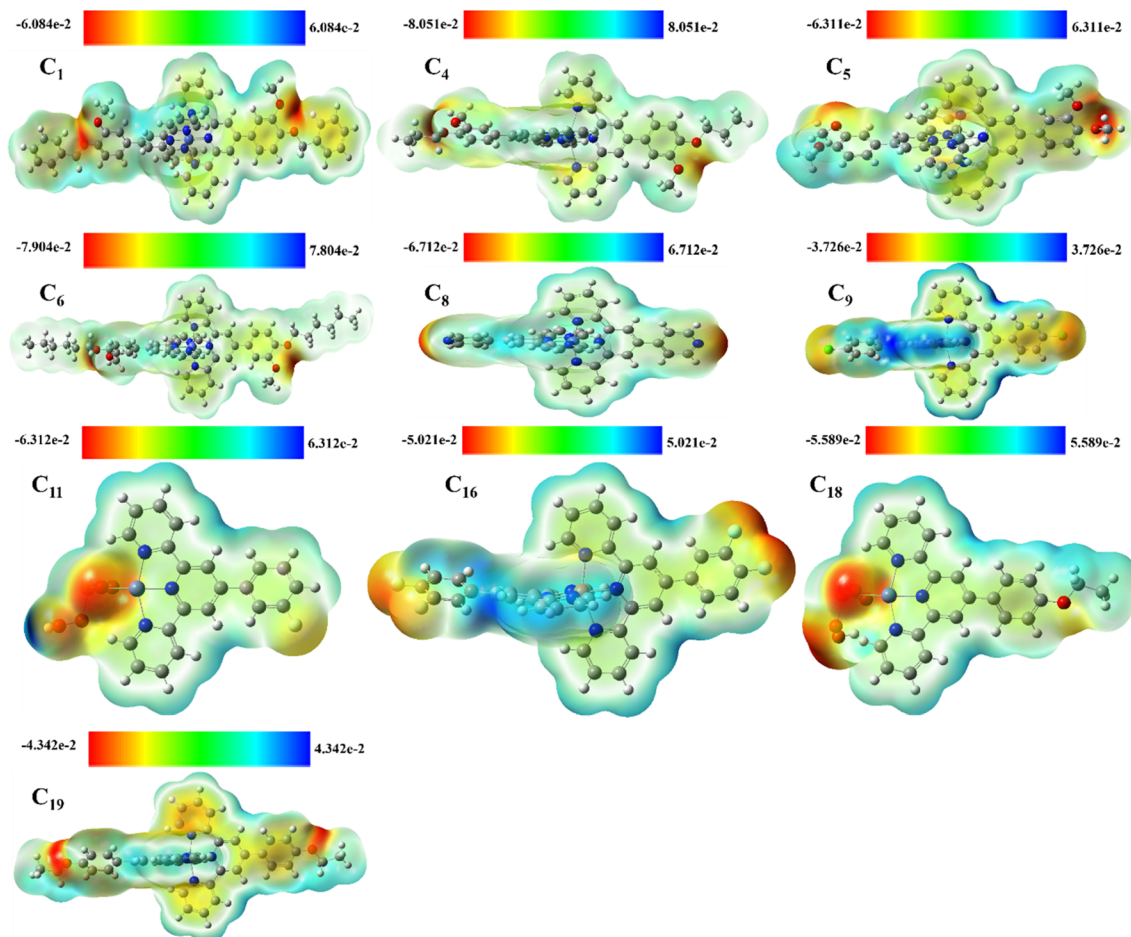 -6.084e-2 6.084e-2
C1
-8.051e-2 8.051e-2
C4
-6.311e-2 6.311e-2
C5
-7.904e-2 7.804e-2
C6
-6.712e-2 6.712e-2
C8
-3.726e-2 3.726e-2
C9
-6.312e-2 6.312c-2
C11
-5.021e-2 5.021e-2
C16
-5.589e-2 5.589e-2
C18
-4.342e-2 4.342e-2
C19